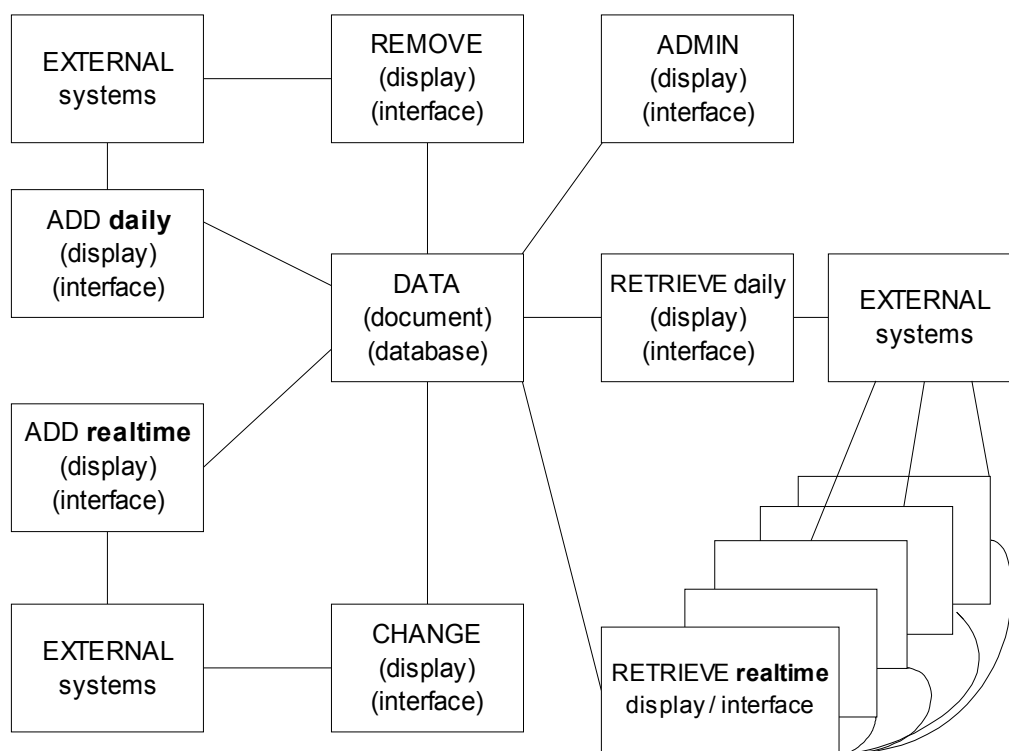 EXTERNAL
systems
REMOVE
(display)
(interface)
ADMIN
(display)
(interface)
ADD daily
(display)
(interface)
DATA
(document)
(database)
RETRIEVE daily
(display)
(interface)
EXTERNAL
systems
ADD realtime
(display)
(interface)
EXTERNAL
systems
CHANGE
(display)
(interface)
RETRIEVE realtime
display / interface